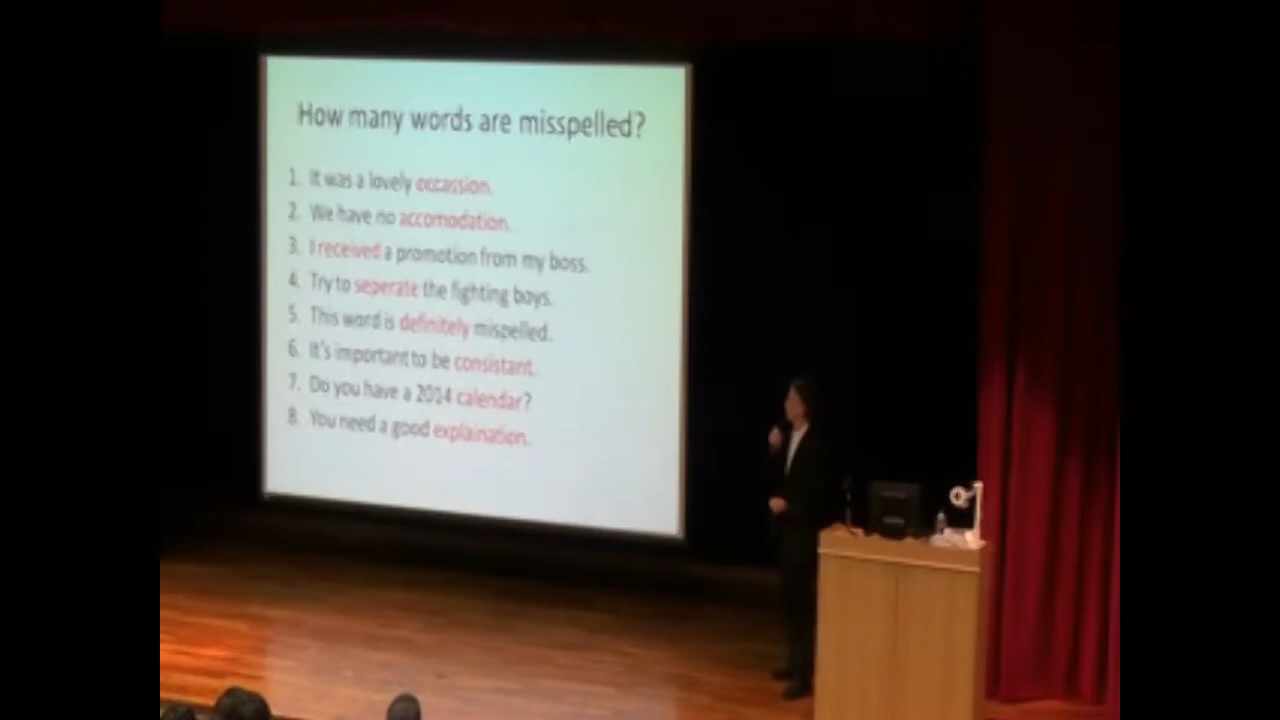 How many words are misspelled?
1. It was a lovely occassion.
2. We have no accomodation.
3. I received a promotion from my boss.
4. Try to seperate the fighting boys.
5. This word is definitely mispelled.
6. It's important to be consistant.
7. Do you have a 2014 calendar?
8. You need a good explaination.